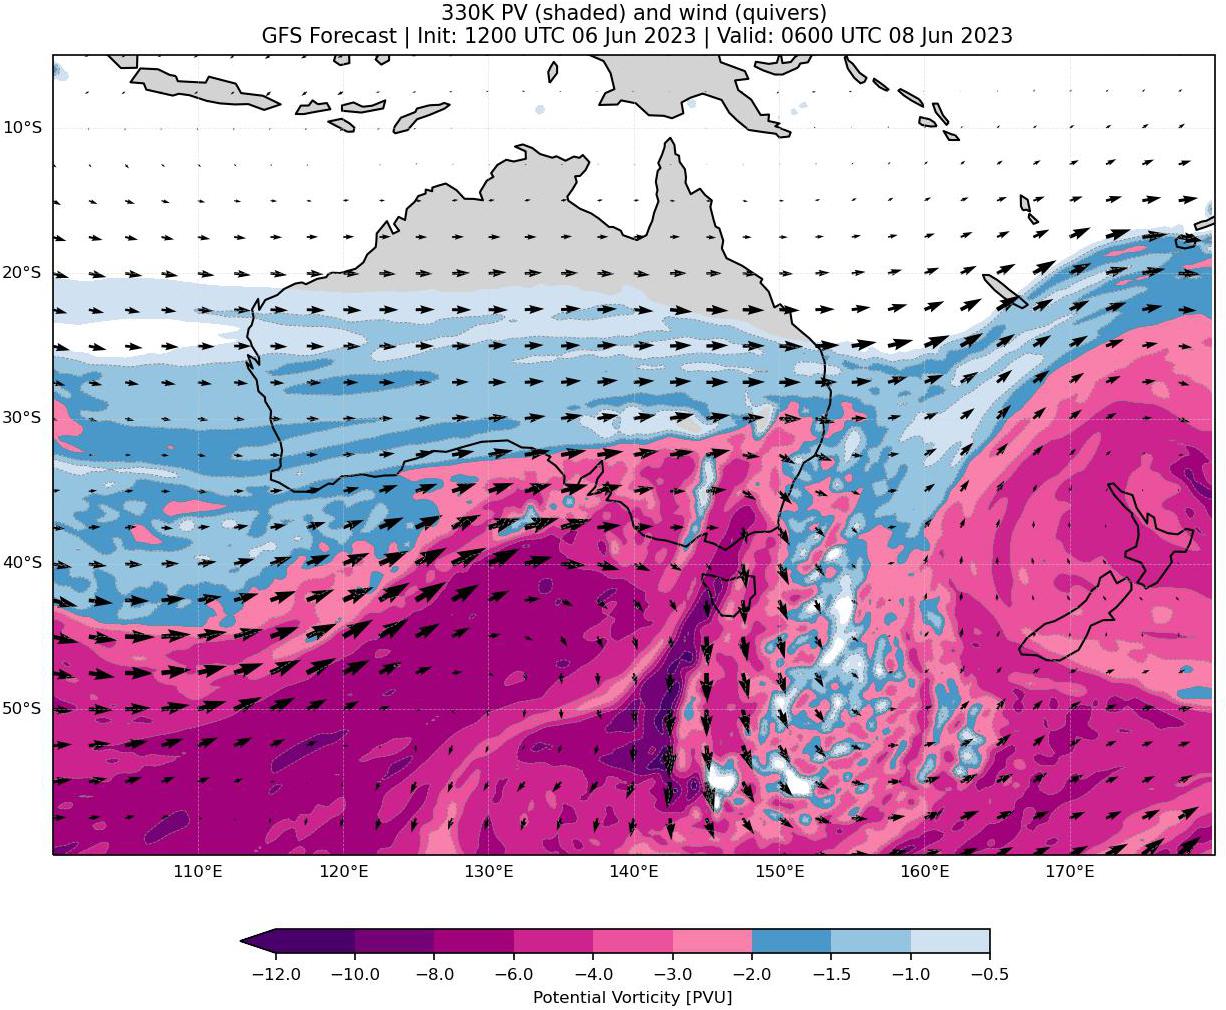 330K PV (shaded) and wind (quivers)
GFS Forecast | Init: 1200 UTC 06 Jun 2023 | Valid: 0600 UTC 08 Jun 2023
10°S
20°S
30°S
40°S
50°S
110°E 120°E 130°E 140°E 150°E 160°E 170°E
−12.0 −10.0 −8.0 −6.0 −4.0 −3.0 −2.0 −1.5 −1.0 −0.5
Potential Vorticity [PVU]